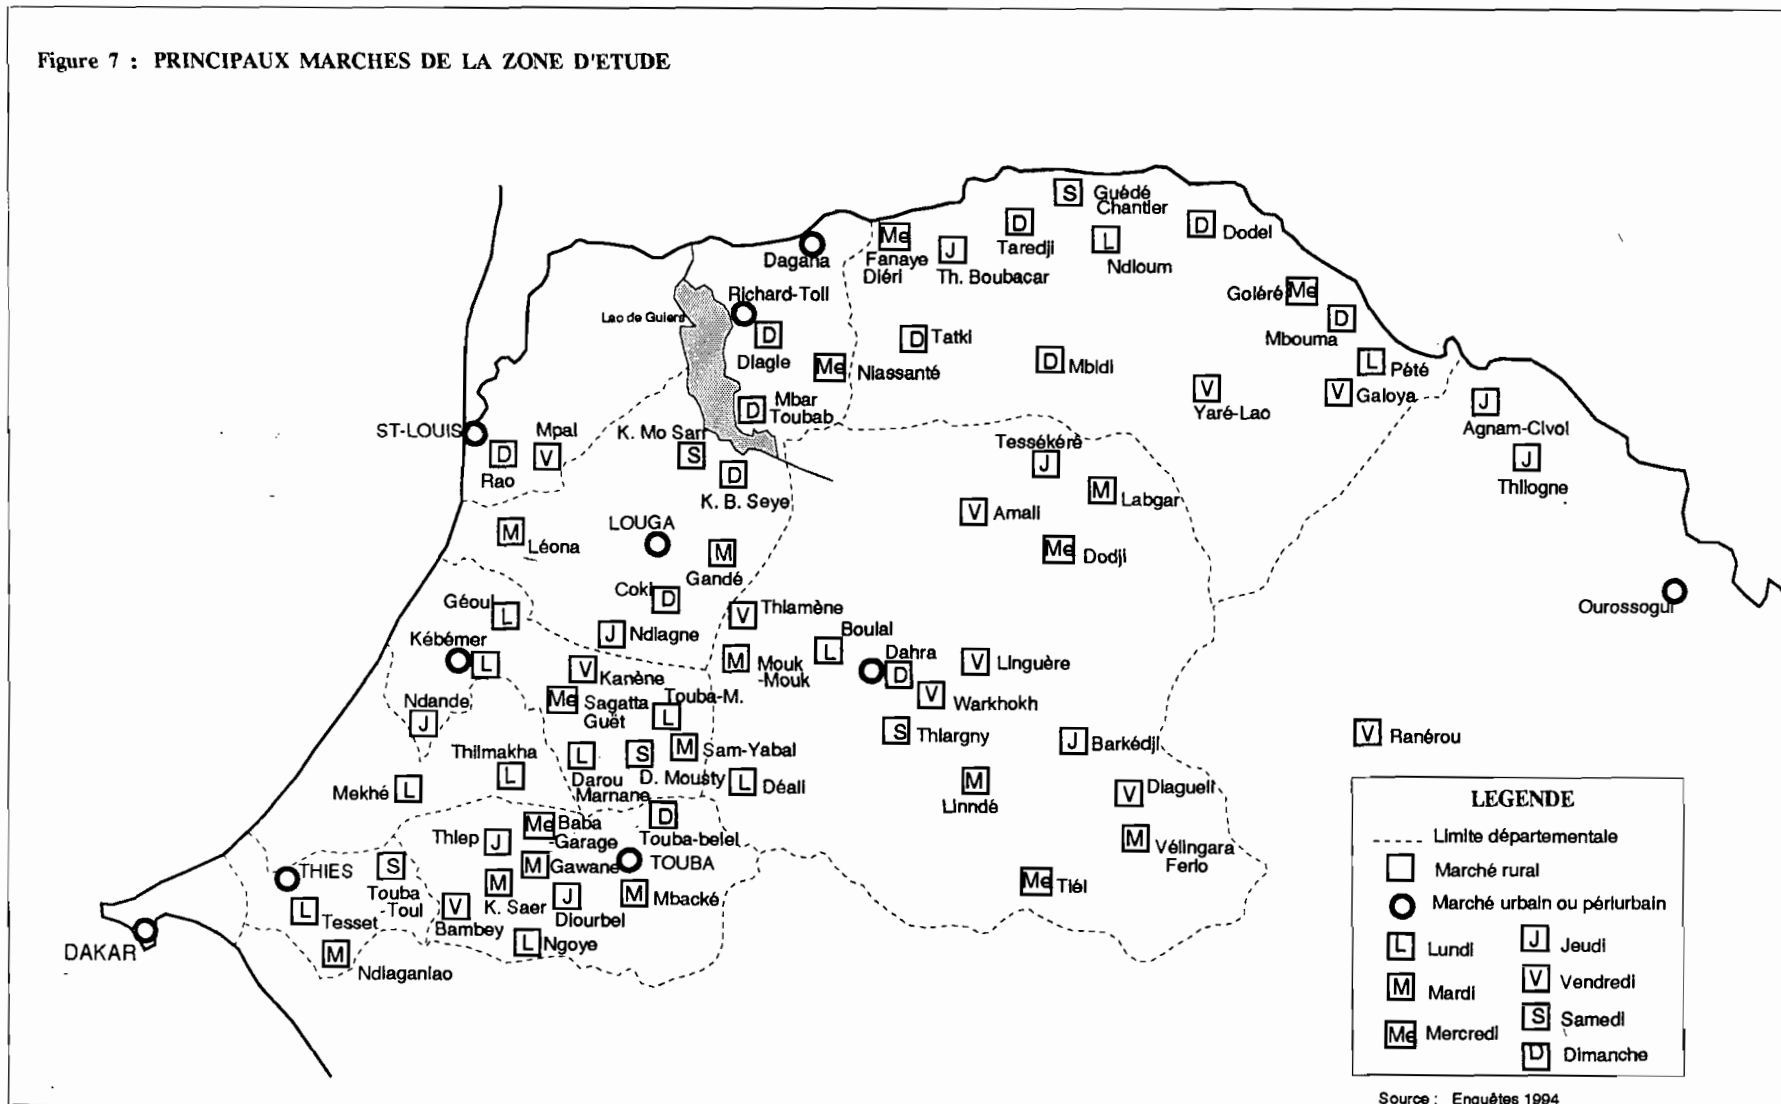 Figure 7 : PRINCIPAUX MARCHES DE LA ZONE D'ETUDE
S Guédé
Chantier
D
Taredji
L
Ndioum
D Dodel
Me
Fanaye
Diéri
J
Th. Boubacar
Dagana
Richard-Toll
Lac de Guiers
D
Diagle
Me Niassanté
D Tatki
D Mbidi
Goléré Me
D
Mbouma
L
Pété
V Galoya
V
Yaré-Lao
J
Agnam-Civol
J
Thilogne
D Mbar
Toubab
ST-LOUIS
D
Rao
Mpal
V
K. Mo Sarr
S
D
K. B. Seye
Tessékéré
J
M Labgar
V Amali
Me Dodji
M
Léona
LOUGA
M
Gandé
Coki
D
Ourossogui
Géoul
L
J Ndiagne
V Thiamène
Boulal
L
Kébémer
L
V
Kanène
M Mouk
-Mouk
Dahra
D
V Linguère
V Warkhokh
Ndande
J
Me Sagatta
Guët
Touba-M.
L
S
Thiargny
J Barkédji
V Ranérou
Thilmakha
L
L
Darou
Marnane
S
D. Mousty
M Sam-Yabal
L Déali
M
Linndé
V Diagueli
Mekhé L
M Vélingara
Ferlo
Thiep J
Me Baba
-Garage
D
Touba-belel
M Gawane
TOUBA
Me Tiél
THIES
S
Touba
-Toul
M
K. Saer
J
Diourbel
M Mbacké
L
Tesset
V
Bambey
L Ngoye
DAKAR
M
Ndiaganiao
LEGENDE
Limite départementale
Marché rural
Marché urbain ou périurbain
L Lundi
M Mardi
Me Mercredi
J Jeudi
V Vendredi
S Samedi
D Dimanche
Source : Enquêtes 1994